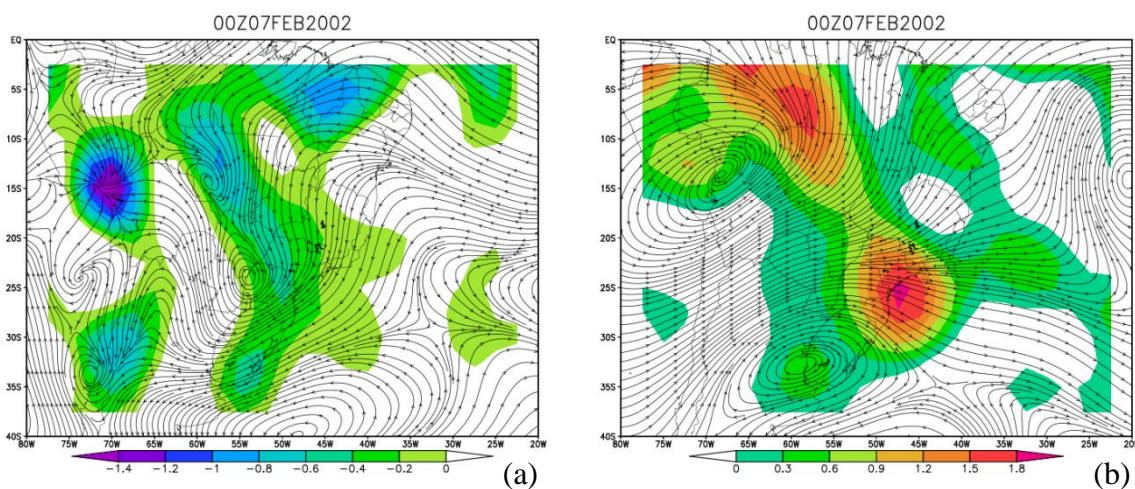 00Z07FEB2002
EQ
5S
10S
15S
20S
25S
30S
35S
40S
80W 75W 70W 65W 60W 55W 50W 45W 40W 35W 30W 25W 20W
-1.4 -1.2 -1 -0.8 -0.6 -0.4 -0.2 0
(a)
00Z07FEB2002
EQ
5S
10S
15S
20S
25S
30S
35S
40S
80W 75W 70W 65W 60W 55W 50W 45W 40W 35W 30W 25W 20W
0 0.3 0.6 0.9 1.2 1.5 1.8
(b)